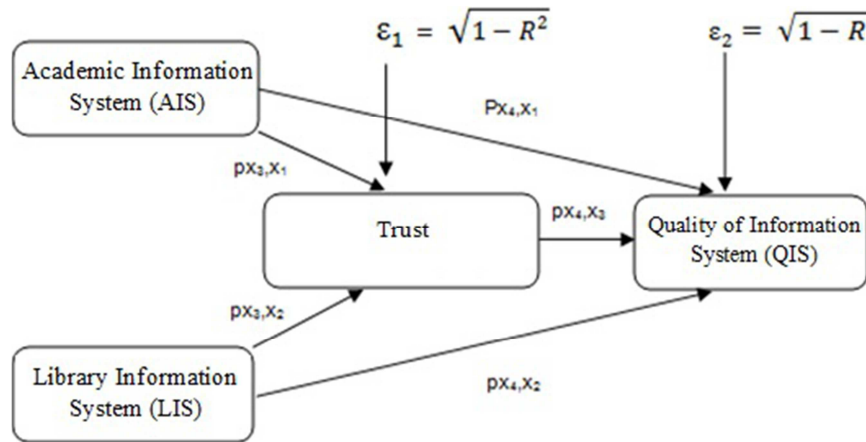 ε₁ = √1 − R²
ε₂ = √1 − R
Academic Information
System (AIS)
Px₄,x₁
px₃,x₁
Trust
px₄,x₃
Quality of Information
System (QIS)
px₃,x₂
Library Information
System (LIS)
px₄,x₂